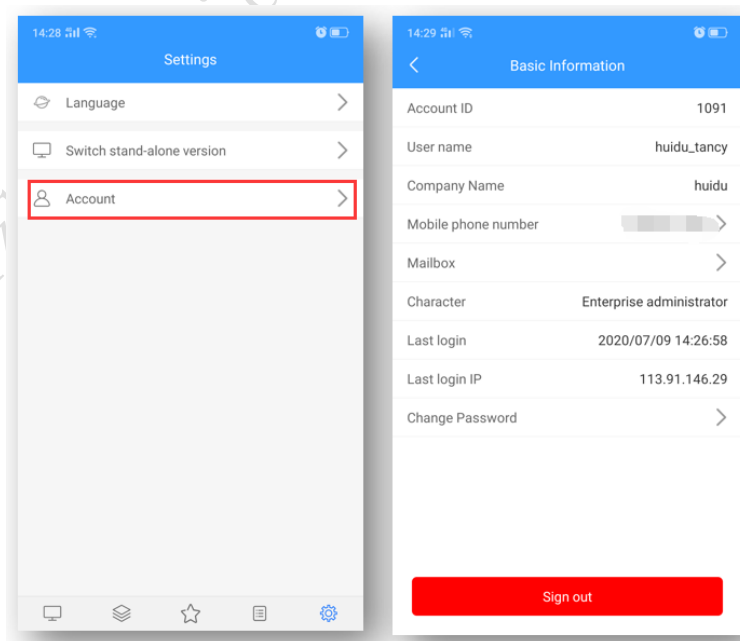 14:28
Settings
Language
Switch stand-alone version
Account
14:29
Basic Information
Account ID 1091
User name huidu_tancy
Company Name huidu
Mobile phone number
Mailbox
Character Enterprise administrator
Last login 2020/07/09 14:26:58
Last login IP 113.91.146.29
Change Password
Sign out